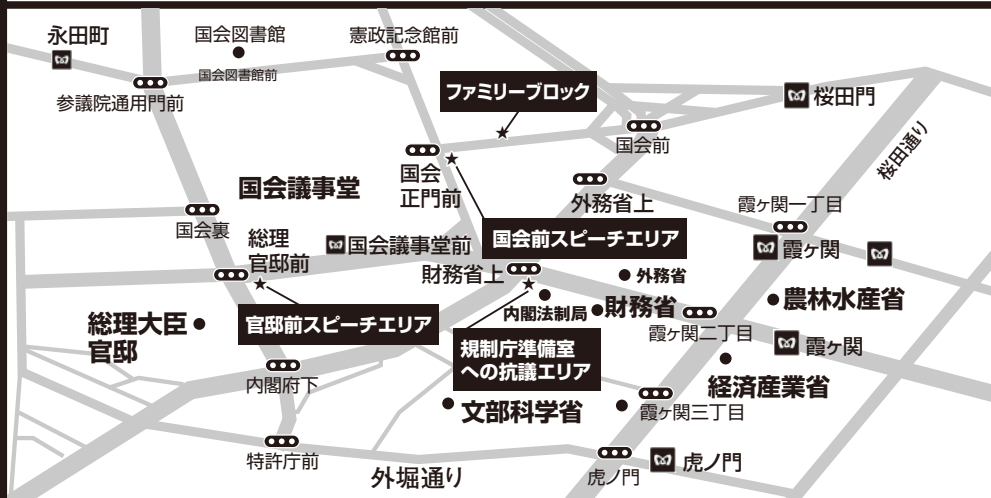 永田町
国会図書館
国会図書館前
憲政記念館前
参議院通用門前
ファミリーブロック
桜田門
国会前
桜田通り
国会
正門前
国会議事堂
外務省上
霞ヶ関一丁目
国会裏
総理
官邸前
国会議事堂前
国会前スピーチエリア
霞ヶ関
財務省上
外務省
内閣法制局
財務省
農林水産省
総理大臣
官邸
官邸前スピーチエリア
規制庁準備室
への抗議エリア
霞ヶ関二丁目
霞ヶ関
内閣府下
経済産業省
文部科学省
霞ヶ関三丁目
特許庁前
外堀通り
虎ノ門
虎ノ門